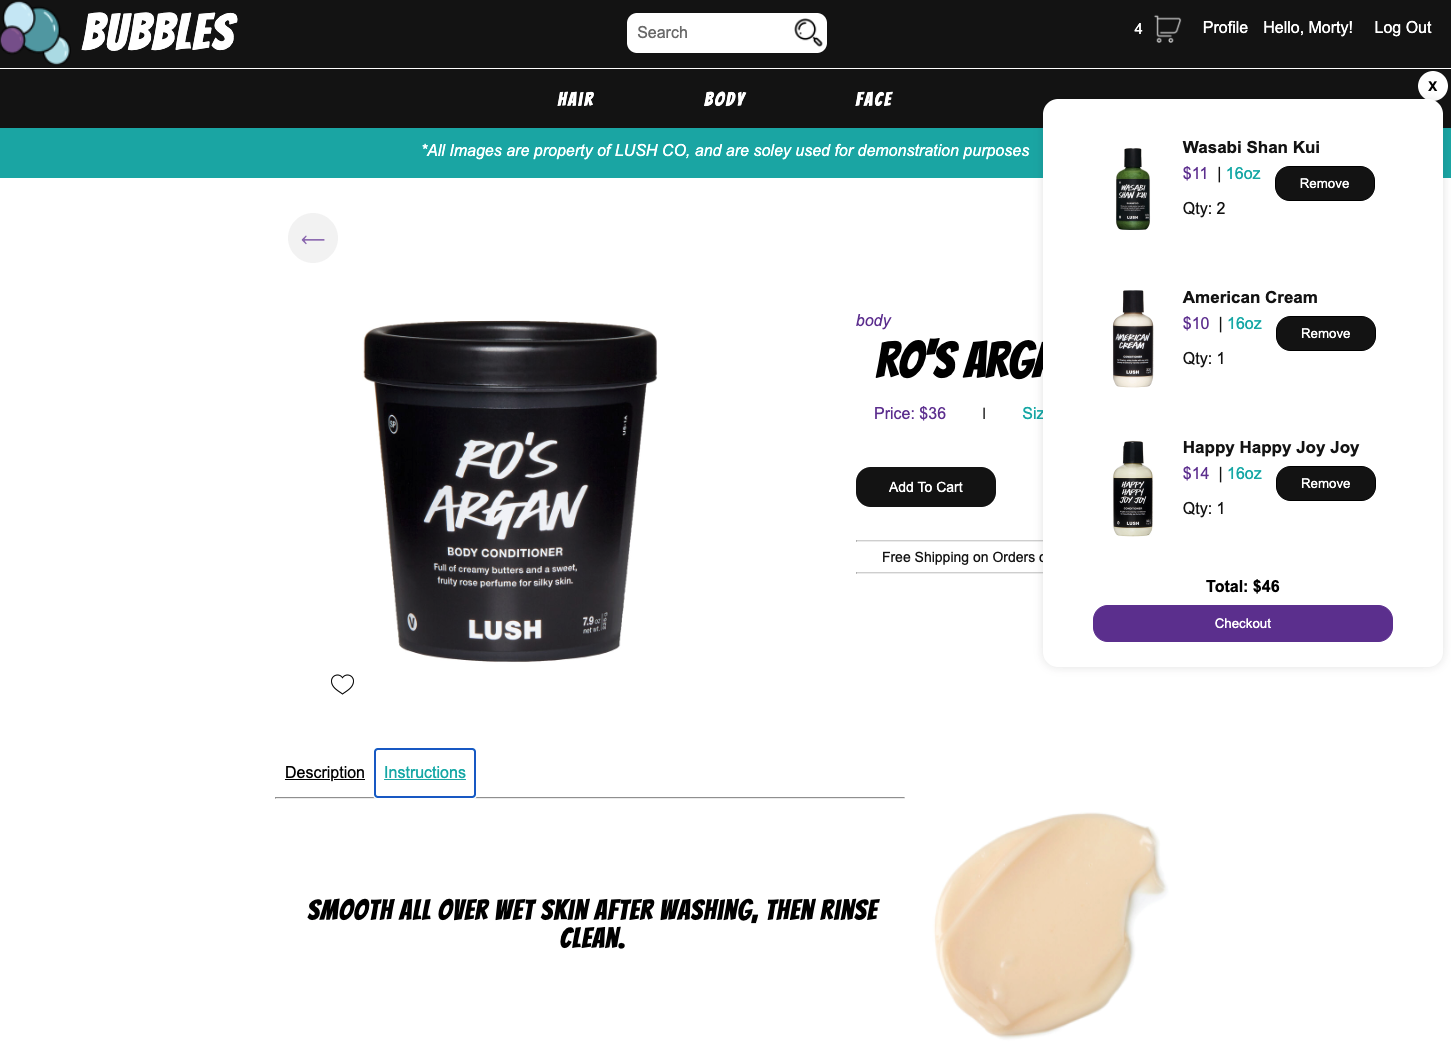 BUBBLES
Search
4
Profile
Hello, Morty!
Log Out
HAIR
BODY
FACE
X
*All Images are property of LUSH CO, and are soley used for demonstration purposes
←
Wasabi Shan Kui
$11 | 16oz
Remove
Qty: 2
WASABI
SHAN KUI
LUSH
American Cream
$10 | 16oz
Remove
Qty: 1
AMERICAN
CREAM
CONDITIONER
LUSH
Happy Happy Joy Joy
$14 | 16oz
Remove
Qty: 1
HAPPY
HAPPY
JOY JOY
CONDITIONER
LUSH
Total: $46
Checkout
body
RO'S ARGA
Price: $36 | Siz
Add To Cart
Free Shipping on Orders
SP
RO'S
ARGAN
BODY CONDITIONER
Full of creamy butters and a sweet,
fruity rose perfume for silky skin.
V
LUSH
7.9 oz
net wt.
Description
Instructions
SMOOTH ALL OVER WET SKIN AFTER WASHING, THEN RINSE
CLEAN.